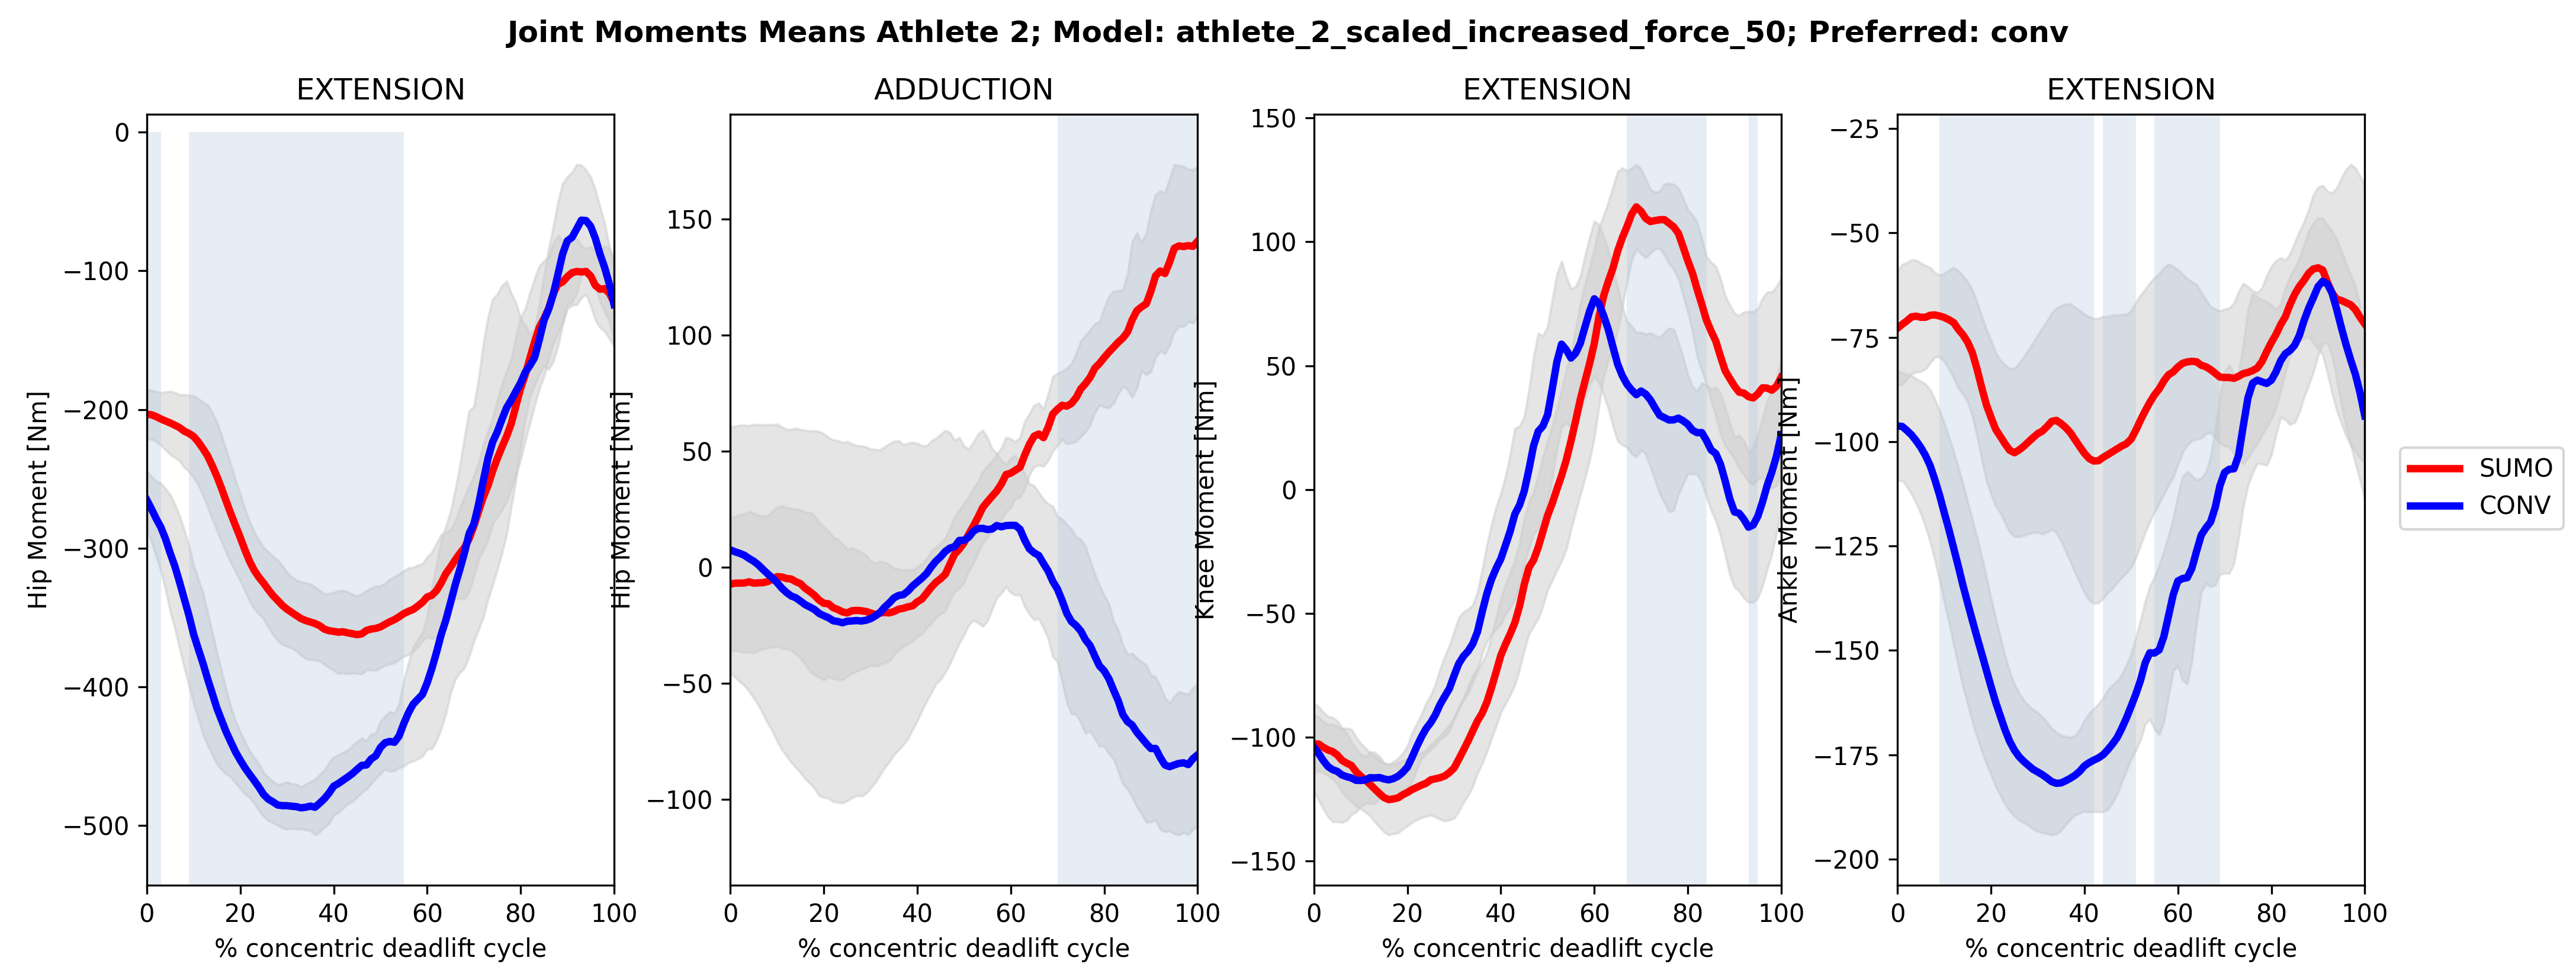 Joint Moments Means Athlete 2; Model: athlete_2_scaled_increased_force_50; Preferred: conv
EXTENSION
ADDUCTION
EXTENSION
EXTENSION
Hip Moment [Nm]
0
−100
−200
−300
−400
−500
0 20 40 60 80 100
% concentric deadlift cycle
Hip Moment [Nm]
150
100
50
0
−50
−100
0 20 40 60 80 100
% concentric deadlift cycle
Knee Moment [Nm]
150
100
50
0
−50
−100
−150
0 20 40 60 80 100
% concentric deadlift cycle
Ankle Moment [Nm]
−25
−50
−75
−100
−125
−150
−175
−200
0 20 40 60 80 100
% concentric deadlift cycle
SUMO
CONV